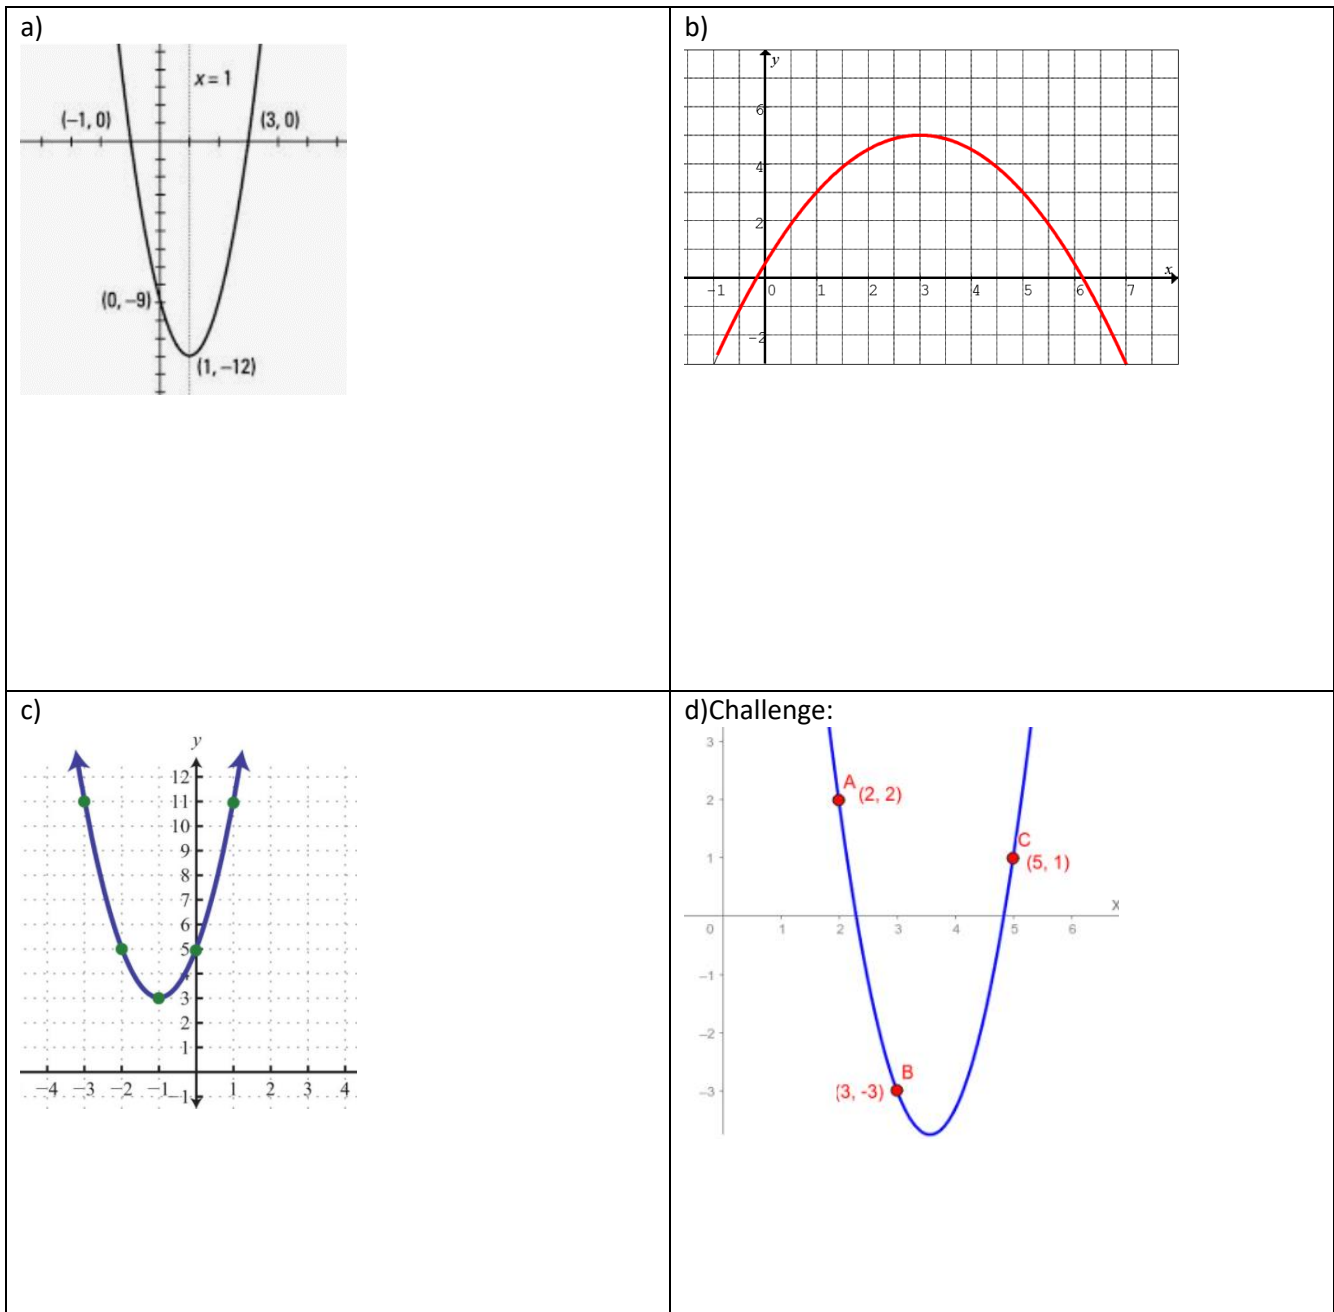 a)
x = 1
(–1, 0)
(3, 0)
(0, –9)
(1, –12)
b)
y
6
4
2
x
–1 0 1 2 3 4 5 6 7
–2
c)
y
12
11
10
9
8
7
6
5
4
3
2
1
–4 –3 –2 –1 1 2 3 4
–1
d)Challenge:
3
A
2
(2, 2)
C
1
(5, 1)
x
0 1 2 3 4 5 6
–1
–2
B
–3
(3, -3)